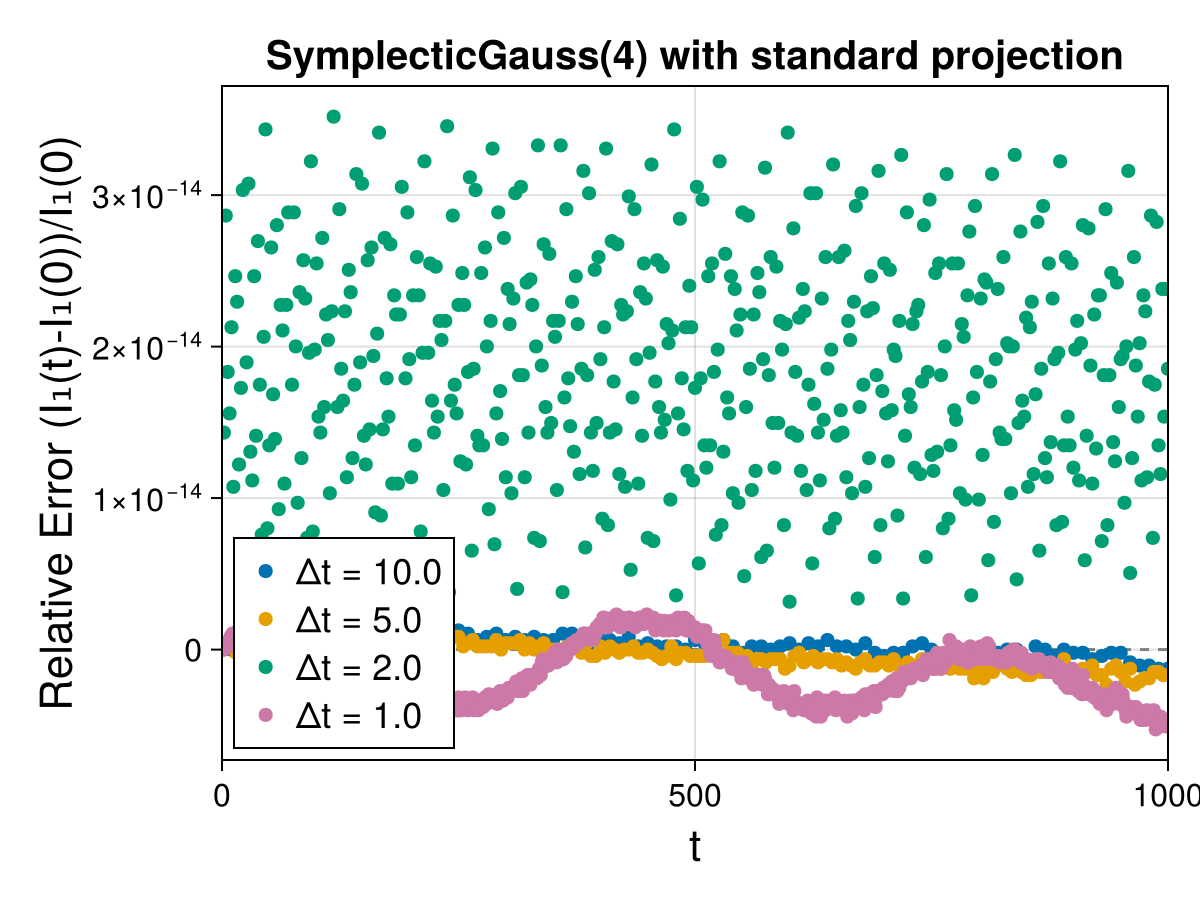 SymplecticGauss(4) with standard projection
Relative Error (I₁(t)-I₁(0))/I₁(0)
3×10⁻¹⁴
2×10⁻¹⁴
1×10⁻¹⁴
0
Δt = 10.0
Δt = 5.0
Δt = 2.0
Δt = 1.0
0 500 1000
t